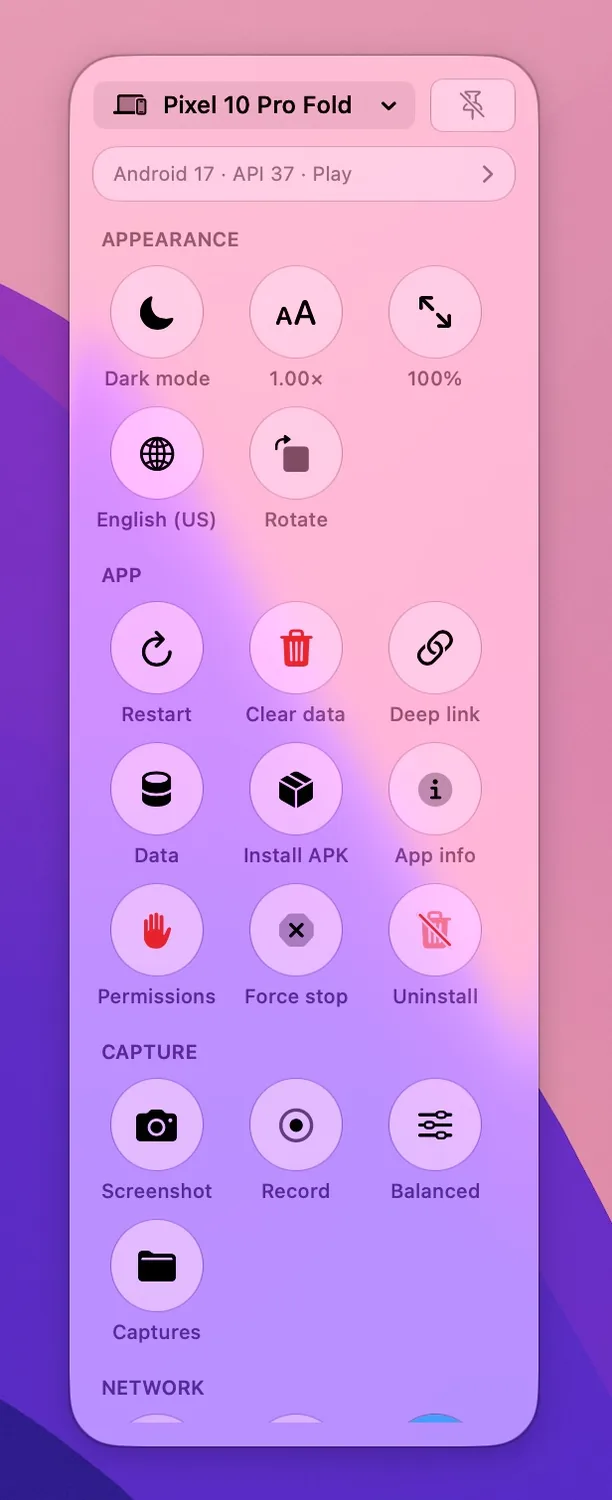 Pixel 10 Pro Fold
Android 17 · API 37 · Play
APPEARANCE
AA
Dark mode
1.00×
100%
English (US)
Rotate
APP
Restart
Clear data
Deep link
Data
Install APK
App info
Permissions
Force stop
Uninstall
CAPTURE
Screenshot
Record
Balanced
Captures
NETWORK